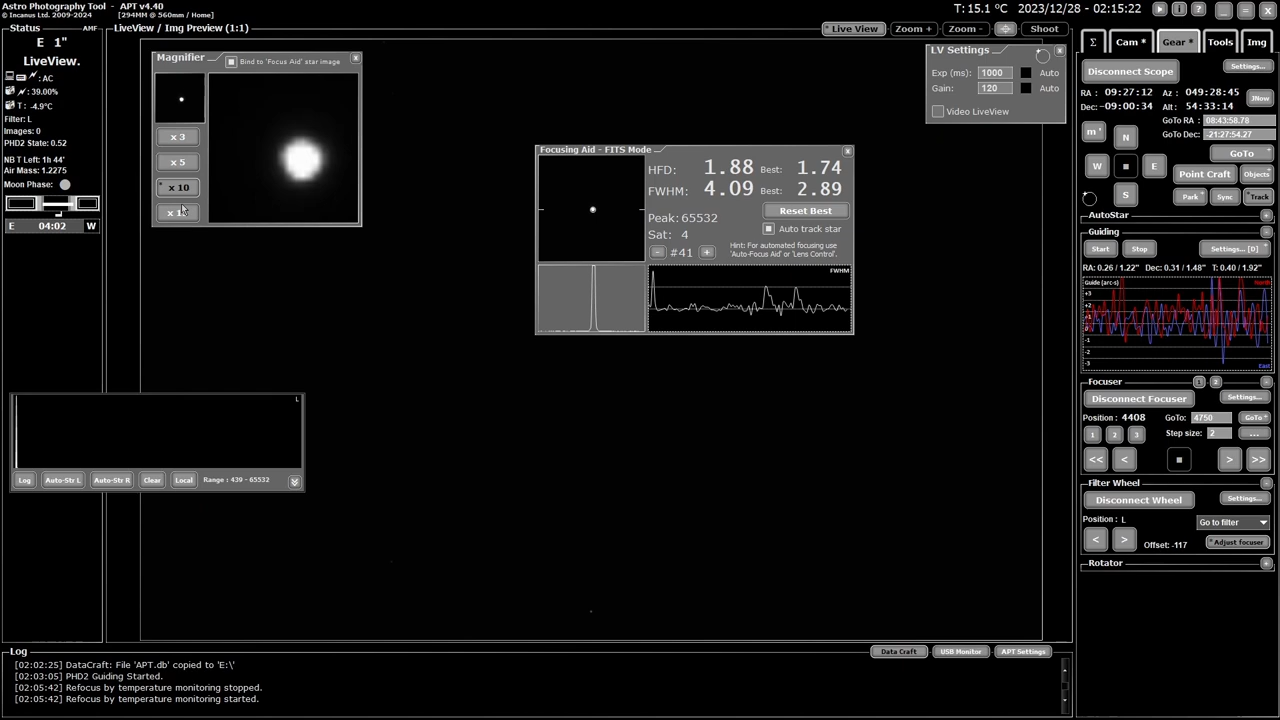 Astro Photography Tool - APT v4.40
© Incanus Ltd. 2009-2024 [294MM @ 560mm / Home]
T: 15.1 ºC 2023/12/28 - 02:15:22
Status AMF
E 1"
LiveView.
: AC
: 39.00%
T : -4.9°C
Filter: L
Images: 0
PHD2 State: 0.52
NB T Left: 1h 44'
Air Mass: 1.2275
Moon Phase:
E 04:02 W
LiveView / Img Preview (1:1)
Live View Zoom + Zoom - Shoot
Magnifier Bind to 'Focus Aid' star image
x 3
x 5
* x 10
LV Settings
Exp (ms): 1000 Auto
Gain: 120 Auto
Video LiveView
Focusing Aid - FITS Mode
HFD: 1.88 Best: 1.74
FWHM: 4.09 Best: 2.89
Peak: 65532 Reset Best
Sat: 4 Auto track star
- #41 + Hint: For automated focusing use
'Auto-Focus Aid' or 'Lens Control'.
FWHM
L
Log Auto-Str L Auto-Str R Clear Local Range : 439 - 65532
Σ Cam * Gear * Tools Img
Disconnect Scope Settings...
RA : 09:27:12 Az : 049:28:45
Dec: -09:00:34 Alt : 54:33:14 JNow
GoTo RA : 08:43:58.78
GoTo Dec: -21:27:54.27
m' N GoTo
W E Point Craft Objects
S Park Sync Track
AutoStar
Guiding
Start Stop Settings... [D]
RA: 0.26 / 1.22" Dec: 0.31 / 1.48" T: 0.40 / 1.92"
Guide (arc-s) North
+3
+2
+1
0
-1
-2
-3
East
Focuser 1 2
Disconnect Focuser Settings...
Position : 4408 GoTo: 4750 GoTo
1 2 3 Step size: 2 ...
<< < > >>
Filter Wheel
Disconnect Wheel Settings...
Position : L Go to filter
< > Offset: -117 * Adjust focuser
Rotator
Log Data Craft USB Monitor APT Settings
[02:02:25] DataCraft: File 'APT.db' copied to 'E:\'
[02:03:05] PHD2 Guiding Started.
[02:05:42] Refocus by temperature monitoring stopped.
[02:05:42] Refocus by temperature monitoring started.